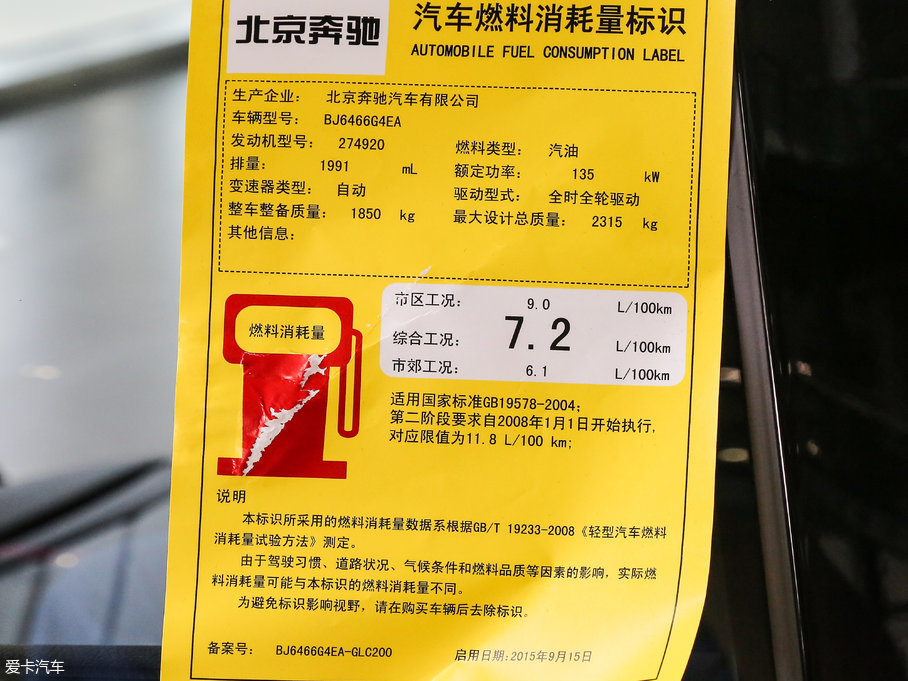 北京奔驰
汽车燃料消耗量标识
AUTOMOBILE FUEL CONSUMPTION LABEL
生产企业: 北京奔驰汽车有限公司
车辆型号: BJ6466G4EA
发动机型号: 274920 燃料类型: 汽油
排量: 1991 mL 额定功率: 135 kW
变速器类型: 自动 驱动型式: 全时全轮驱动
整车整备质量: 1850 kg 最大设计总质量: 2315 kg
其他信息:
燃料消耗量
市区工况: 9.0 L/100km
综合工况: 7.2 L/100km
市郊工况: 6.1 L/100km
适用国家标准GB19578-2004;
第二阶段要求自2008年1月1日开始执行,
对应限值为11.8 L/100 km;
说明
本标识所采用的燃料消耗量数据系根据GB/T 19233-2008《轻型汽车燃料
消耗量试验方法》测定。
由于驾驶习惯、道路状况、气候条件和燃料品质等因素的影响,实际燃
料消耗量可能与本标识的燃料消耗量不同。
为避免标识影响视野,请在购买车辆后去除标识。
备案号: BJ6466G4EA-GLC200 启用日期:2015年9月15日
爱卡汽车